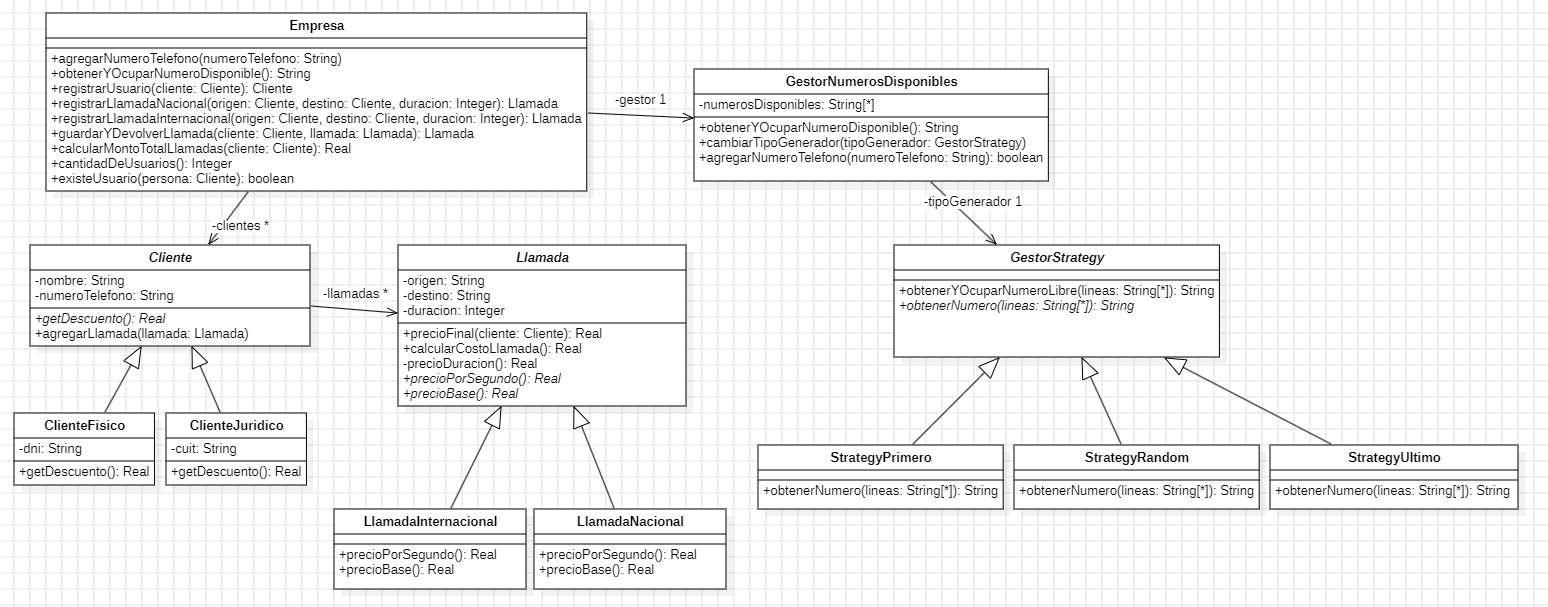 Empresa
+agregarNumeroTelefono(numeroTelefono: String)
+obtenerYOcuparNumeroDisponible(): String
+registrarUsuario(cliente: Cliente): Cliente
+registrarLlamadaNacional(origen: Cliente, destino: Cliente, duracion: Integer): Llamada
+registrarLlamadaInternacional(origen: Cliente, destino: Cliente, duracion: Integer): Llamada
+guardarYDevolverLlamada(cliente: Cliente, llamada: Llamada): Llamada
+calcularMontoTotalLlamadas(cliente: Cliente): Real
+cantidadDeUsuarios(): Integer
+existeUsuario(persona: Cliente): boolean
-gestor 1
GestorNumerosDisponibles
-numerosDisponibles: String[*]
+obtenerYOcuparNumeroDisponible(): String
+cambiarTipoGenerador(tipoGenerador: GestorStrategy)
+agregarNumeroTelefono(numeroTelefono: String): boolean
-clientes *
-tipoGenerador 1
Cliente
-nombre: String
-numeroTelefono: String
+getDescuento(): Real
+agregarLlamada(llamada: Llamada)
-llamadas *
Llamada
-origen: String
-destino: String
-duracion: Integer
+precioFinal(cliente: Cliente): Real
+calcularCostoLlamada(): Real
-precioDuracion(): Real
+precioPorSegundo(): Real
+precioBase(): Real
GestorStrategy
+obtenerYOcuparNumeroLibre(lineas: String[*]): String
+obtenerNumero(lineas: String[*]): String
ClienteFisico
-dni: String
+getDescuento(): Real
ClienteJuridico
-cuit: String
+getDescuento(): Real
StrategyPrimero
+obtenerNumero(lineas: String[*]): String
StrategyRandom
+obtenerNumero(lineas: String[*]): String
StrategyUltimo
+obtenerNumero(lineas: String[*]): String
LlamadaInternacional
+precioPorSegundo(): Real
+precioBase(): Real
LlamadaNacional
+precioPorSegundo(): Real
+precioBase(): Real